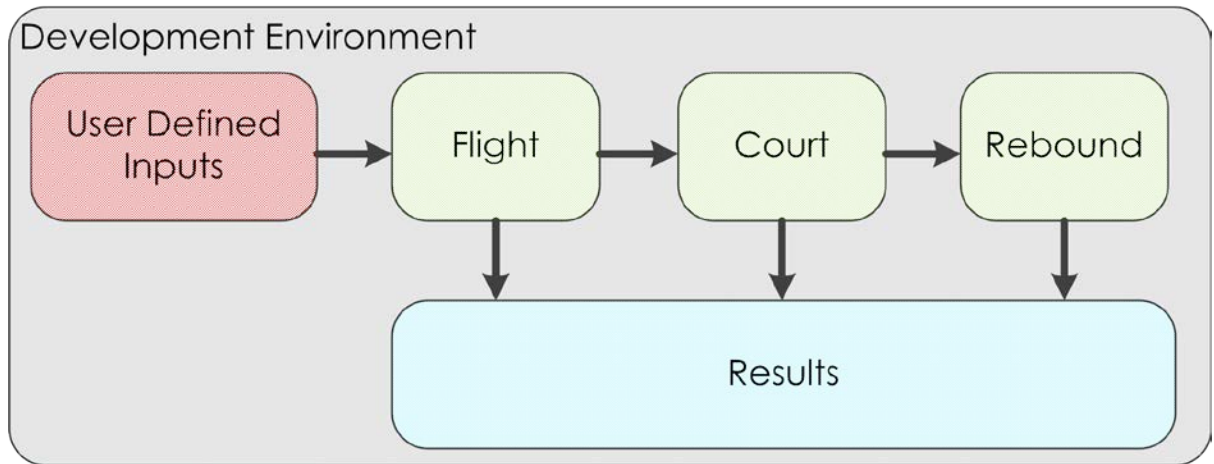 Development Environment
User Defined
Inputs
Flight
Court
Rebound
Results